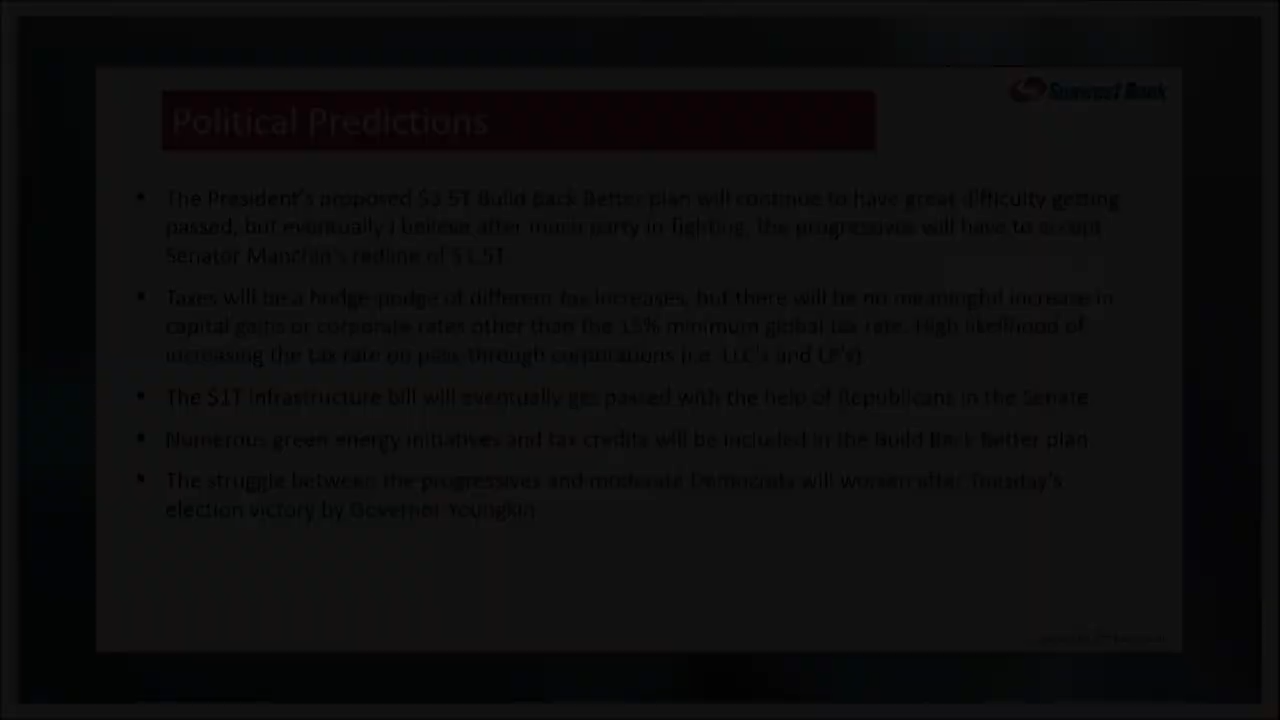 Sunwest Bank
Political Predictions
• The President's proposed $3.5T Build Back Better plan will continue to have great difficulty getting
passed, but eventually I believe after much party in fighting, the progressives will have to accept
Senator Manchin's redline of $1.5T
• Taxes will be a hodge-podge of different tax increases, but there will be no meaningful increase in
capital gains or corporate rates other than the 15% minimum global tax rate. High likelihood of
increasing the tax rate on pass-through corporations (i.e. LLC's and LP's)
• The $1T infrastructure bill will eventually get passed with the help of Republicans in the Senate
• Numerous green energy initiatives and tax credits will be included in the Build Back Better plan
• The struggle between the progressives and moderate Democrats will worsen after Tuesday's
election victory by Governor Youngkin